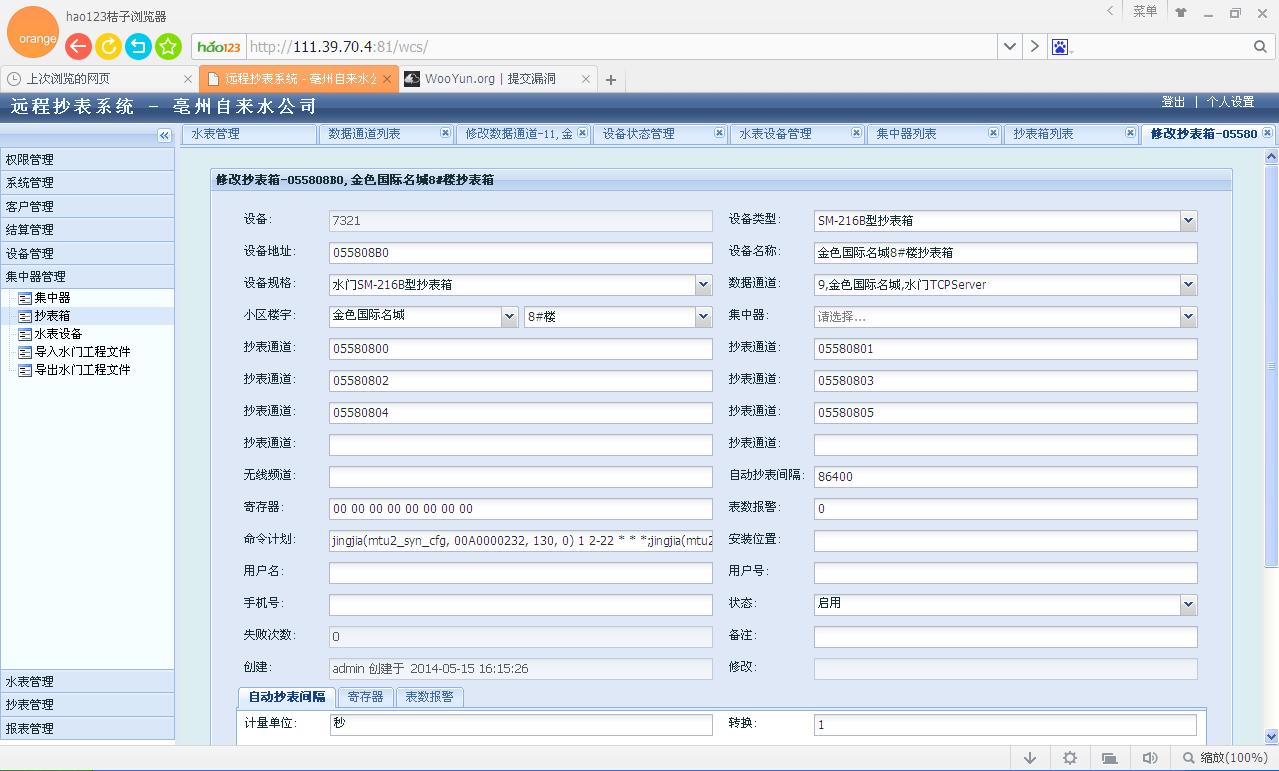 hao123桔子浏览器
菜单
orange
hao123 http://111.39.70.4:81/wcs/
上次浏览的网页
远程抄表系统 - 亳州自来水公
WooYun.org | 提交漏洞
远程抄表系统 － 亳州自来水公司
登出 | 个人设置
水表管理
数据通道列表
修改数据通道-11, 金
设备状态管理
水表设备管理
集中器列表
抄表箱列表
修改抄表箱-05580
权限管理
系统管理
客户管理
结算管理
设备管理
集中器管理
集中器
抄表箱
水表设备
导入水门工程文件
导出水门工程文件
水表管理
抄表管理
报表管理
修改抄表箱-055808B0, 金色国际名城8#楼抄表箱
设备: 7321 设备类型: SM-216B型抄表箱
设备地址: 055808B0 设备名称: 金色国际名城8#楼抄表箱
设备规格: 水门SM-216B型抄表箱 数据通道: 9,金色国际名城,水门TCPServer
小区楼宇: 金色国际名城 8#楼 集中器: 请选择...
抄表通道: 05580800 抄表通道: 05580801
抄表通道: 05580802 抄表通道: 05580803
抄表通道: 05580804 抄表通道: 05580805
抄表通道: 抄表通道:
无线频道: 自动抄表间隔: 86400
寄存器: 00 00 00 00 00 00 00 00 表数报警: 0
命令计划: jingjia(mtu2_syn_cfg, 00A0000232, 130, 0) 1 2-22 * * *;jingjia(mtu2 安装位置:
用户名: 用户号:
手机号: 状态: 启用
失败次数: 0 备注:
创建: admin 创建于 2014-05-15 16:15:26 修改:
自动抄表间隔 寄存器 表数报警
计量单位: 秒 转换: 1
缩放(100%)